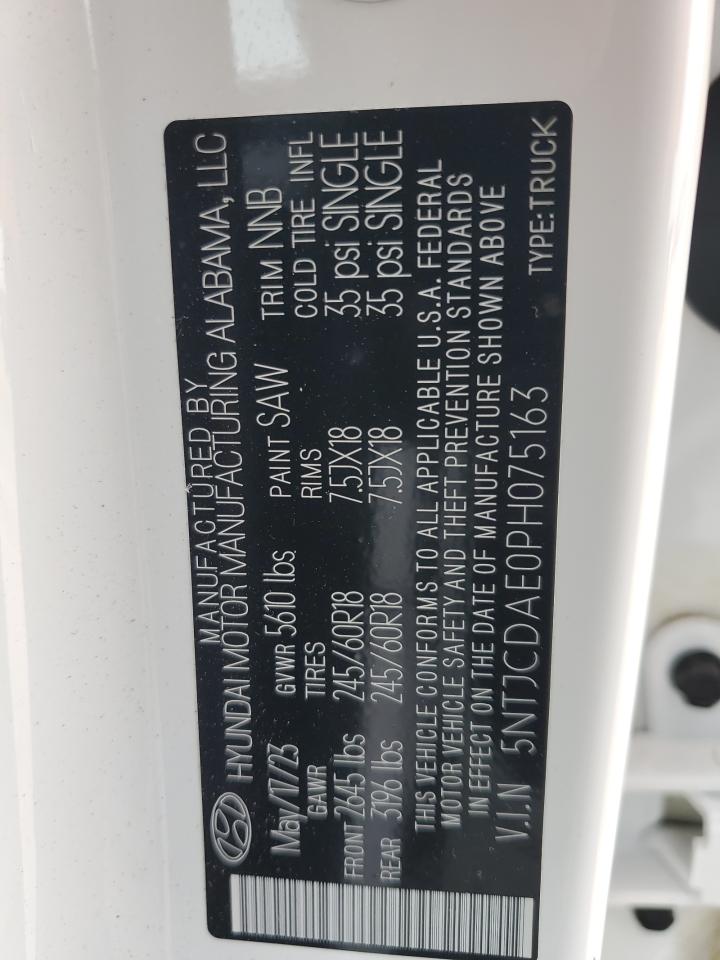 MANUFACTURED BY
HYUNDAI MOTOR MANUFACTURING ALABAMA, LLC
May/17/23 GVWR 5610 lbs. PAINT SAW TRIM NNB
GAWR TIRES RIMS COLD TIRE INFL
FRONT 2645 lbs 245/60R18 7.5JX18 35 psi SINGLE
REAR 3196 lbs 245/60R18 7.5JX18 35 psi SINGLE
THIS VEHICLE CONFORMS TO ALL APPLICABLE U.S.A. FEDERAL
MOTOR VEHICLE SAFETY AND THEFT PREVENTION STANDARDS
IN EFFECT ON THE DATE OF MANUFACTURE SHOWN ABOVE
V.I.N 5NTJCDAE0PH075163 TYPE:TRUCK